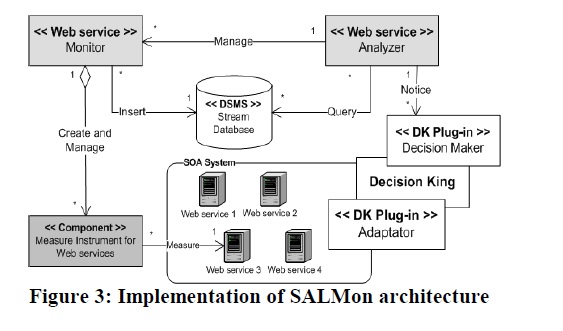 << Web service >>
Monitor
*
Manage
1
<< Web service >>
Analyzer
1
*
*
1
Insert
1
<< DSMS >>
Stream
Database
*
Query
Notice
*
<< DK Plug-in >>
Decision Maker
Create and
Manage
SOA System
Decision King
Web service 1
Web service 2
<< DK Plug-in >>
Adaptator
*
<< Component >>
Measure Instrument for
Web services
*
Measure
1
Web service 3
Web service 4
Figure 3: Implementation of SALMon architecture